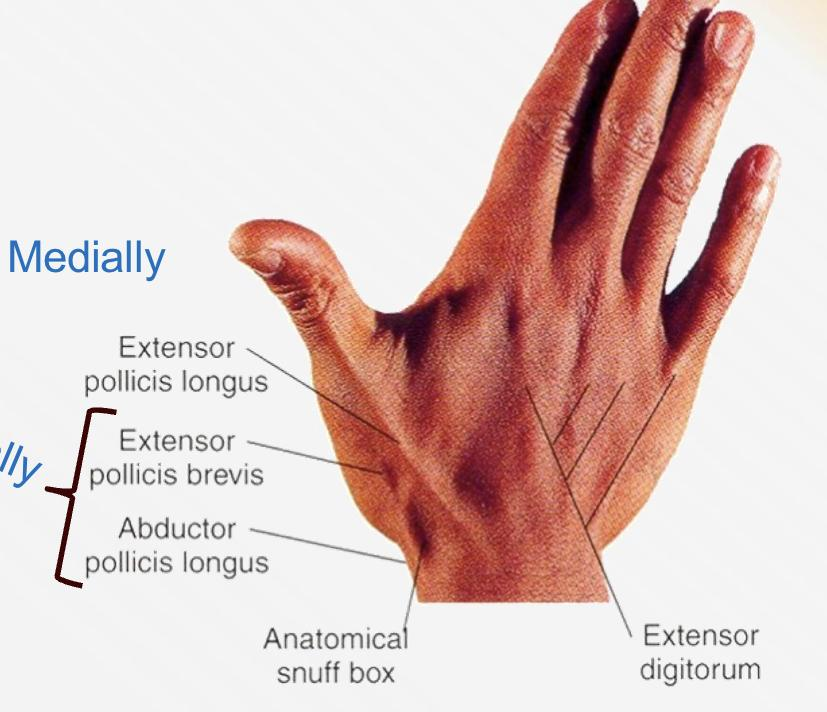 Medially
Extensor
pollicis longus
Extensor
pollicis brevis
Abductor
pollicis longus
Anatomical
snuff box
Extensor
digitorum